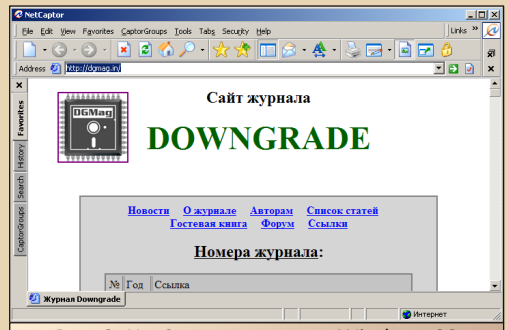 NetCaptor
File Edit View Favorites CaptorGroups Tools Tabs Security Help
Links »
Address http://dgmag.in/
Favorites
History
Search
CaptorGroups
DGMag
Сайт журнала
DOWNGRADE
Новости О журнале Авторам Список статей
Гостевая книга Форум Ссылки
Номера журнала:
№ Год Ссылка
Журнал Downgrade
Интернет